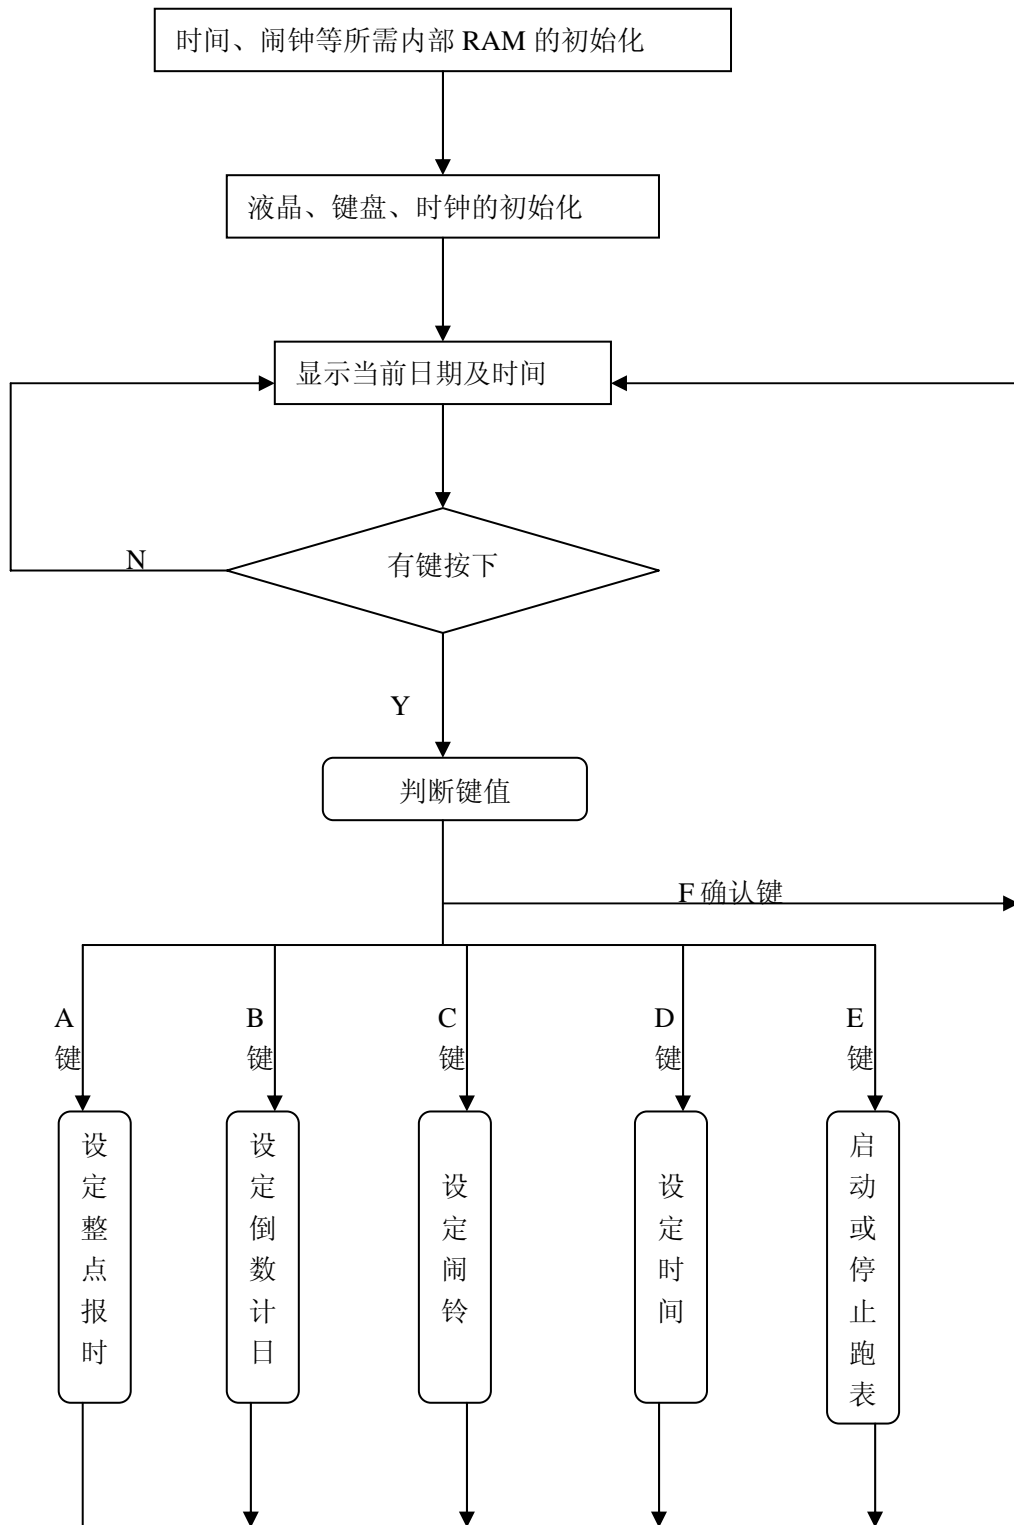 时间、闹钟等所需内部 RAM 的初始化
液晶、键盘、时钟的初始化
显示当前日期及时间
有键按下
N
Y
判断键值
F 确认键
A
键
B
键
C
键
D
键
E
键
设定整点报时
设定倒数计日
设定闹铃
设定时间
启动或停止跑表